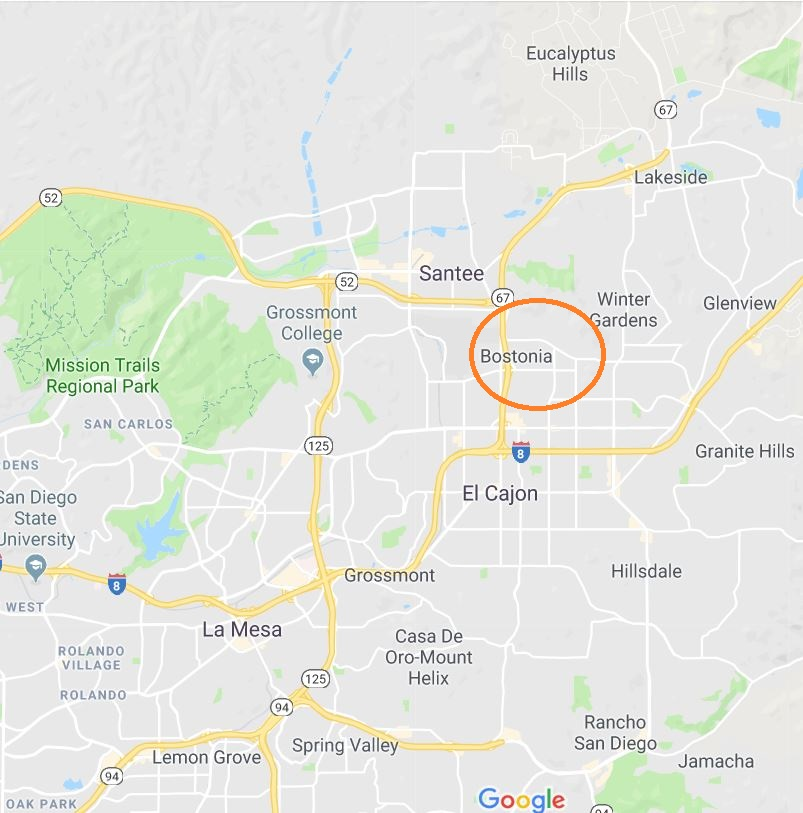 Eucalyptus
Hills
67
Lakeside
52
Santee
52
67
Winter
Gardens
Glenview
Grossmont
College
Bostonia
Mission Trails
Regional Park
SAN CARLOS
125
8
Granite Hills
RDENS
El Cajon
San Diego
State
University
Grossmont
Hillsdale
8
WEST
La Mesa
Casa De
Oro-Mount
Helix
ROLANDO
VILLAGE
ROLANDO
125
94
Rancho
San Diego
Spring Valley
Lemon Grove
Jamacha
94
OAK PARK
Google
94